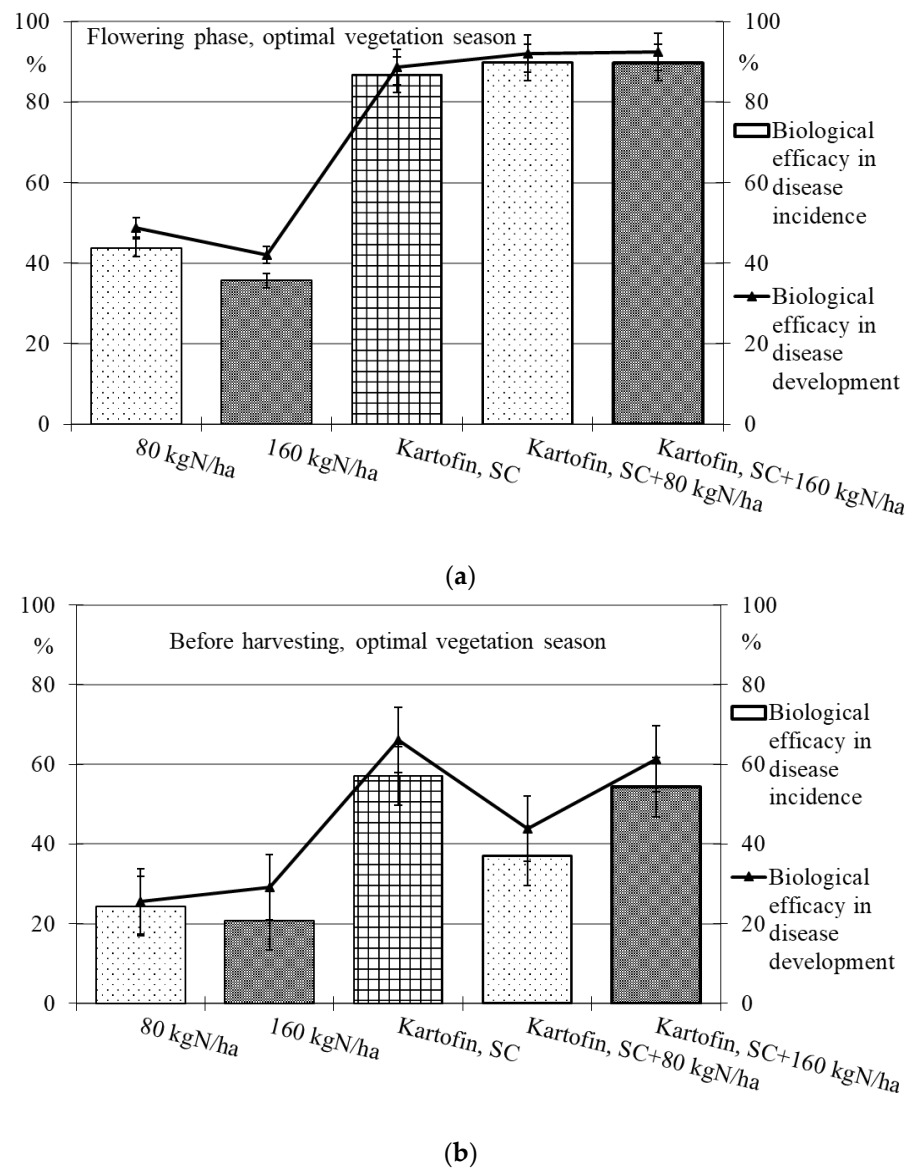 100
80
60
40
20
0
%
Flowering phase, optimal vegetation season
100
80
60
40
20
0
%
Biological
efficacy in
disease
incidence
Biological
efficacy in
disease
development
80 kgN/ha
160 kgN/ha
Kartofin, SC
Kartofin, SC+80 kgN/ha
Kartofin, SC+160 kgN/ha
(a)
100
80
60
40
20
0
%
Before harvesting, optimal vegetation season
100
80
60
40
20
0
%
Biological
efficacy in
disease
incidence
Biological
efficacy in
disease
development
80 kgN/ha
160 kgN/ha
Kartofin, SC
Kartofin, SC+80 kgN/ha
Kartofin, SC+160 kgN/ha
(b)